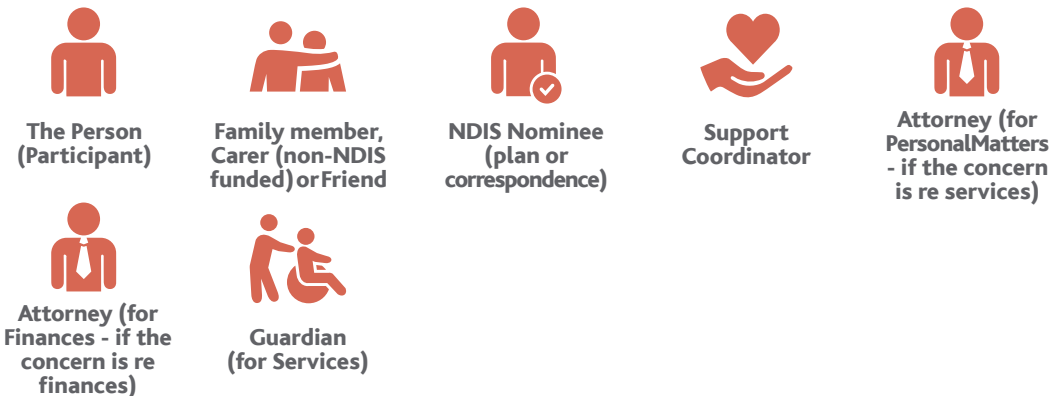 The Person
(Participant)
Family member,
Carer (non-NDIS
funded) or Friend
NDIS Nominee
(plan or
correspondence)
Support
Coordinator
Attorney (for
PersonalMatters
- if the concern
is re services)
Attorney (for
Finances - if the
concern is re
finances)
Guardian
(for Services)